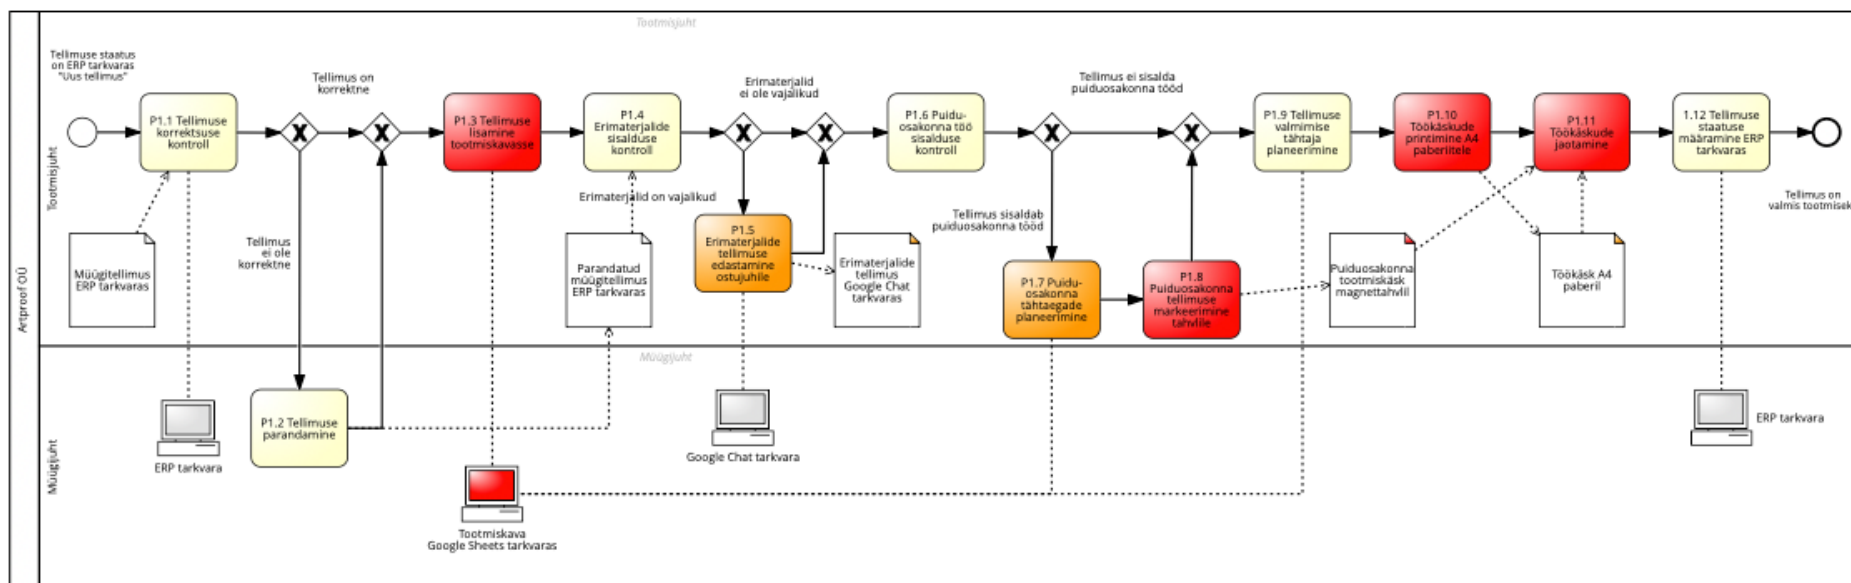 Tootmisjuht
Tellimuse staatus
on ERP tarkvaras
"Uus tellimus"
Tellimus on
korrektne
Erimaterjalid
ei ole vajalikud
Tellimus ei sisalda
puiduosakonna tööd
P1.1 Tellimuse
korrektsuse
kontroll
X
X
P1.3 Tellimuse
lisamine
tootmiskavasse
P1.4
Erimaterjalide
sisalduse
kontroll
X
X
P1.6 Puidu-
osakonna töö
sisalduse
kontroll
X
X
P1.9 Tellimuse
valmimise
tähtaja
planeerimine
P1.10
Töökäskude
printimine A4
paberitele
P1.11
Töökäskude
jaotamine
1.12 Tellimuse
staatuse
määramine ERP
tarkvaras
Tootmisjuht
Erimaterjalid on vajalikud
Tellimus on
valmis tootmisek
Tellimus
ei ole
korrektne
P1.5
Erimaterjalide
tellimuse
edastamine
ostujuhile
Tellimus sisaldab
puiduosakonna tööd
Müügitellimus
ERP tarkvaras
Parandatud
müügitellimus
ERP tarkvaras
Erimaterjalide
tellimus
Google Chat
tarkvaras
P1.7 Puidu-
osakonna
tähtaegade
planeerimine
P1.8
Puiduosakonna
tellimuse
markeerimine
tahvlile
Puiduosakonna
tootmiskäsk
magnettahvlil
Töökäsk A4
paberil
Artproof OÜ
Müügijuht
P1.2 Tellimuse
parandamine
ERP tarkvara
Google Chat tarkvara
ERP tarkvara
Müügijuht
Tootmiskava
Google Sheets tarkvaras